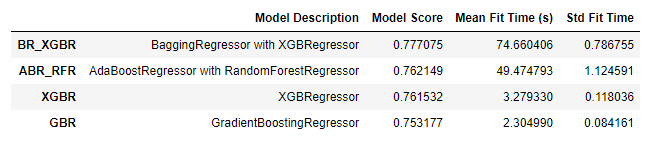 Model Description Model Score Mean Fit Time (s) Std Fit Time
BR_XGBR BaggingRegressor with XGBRegressor 0.777075 74.660406 0.786755
ABR_RFR AdaBoostRegressor with RandomForestRegressor 0.762149 49.474793 1.124591
XGBR XGBRegressor 0.761532 3.279330 0.118036
GBR GradientBoostingRegressor 0.753177 2.304990 0.084161